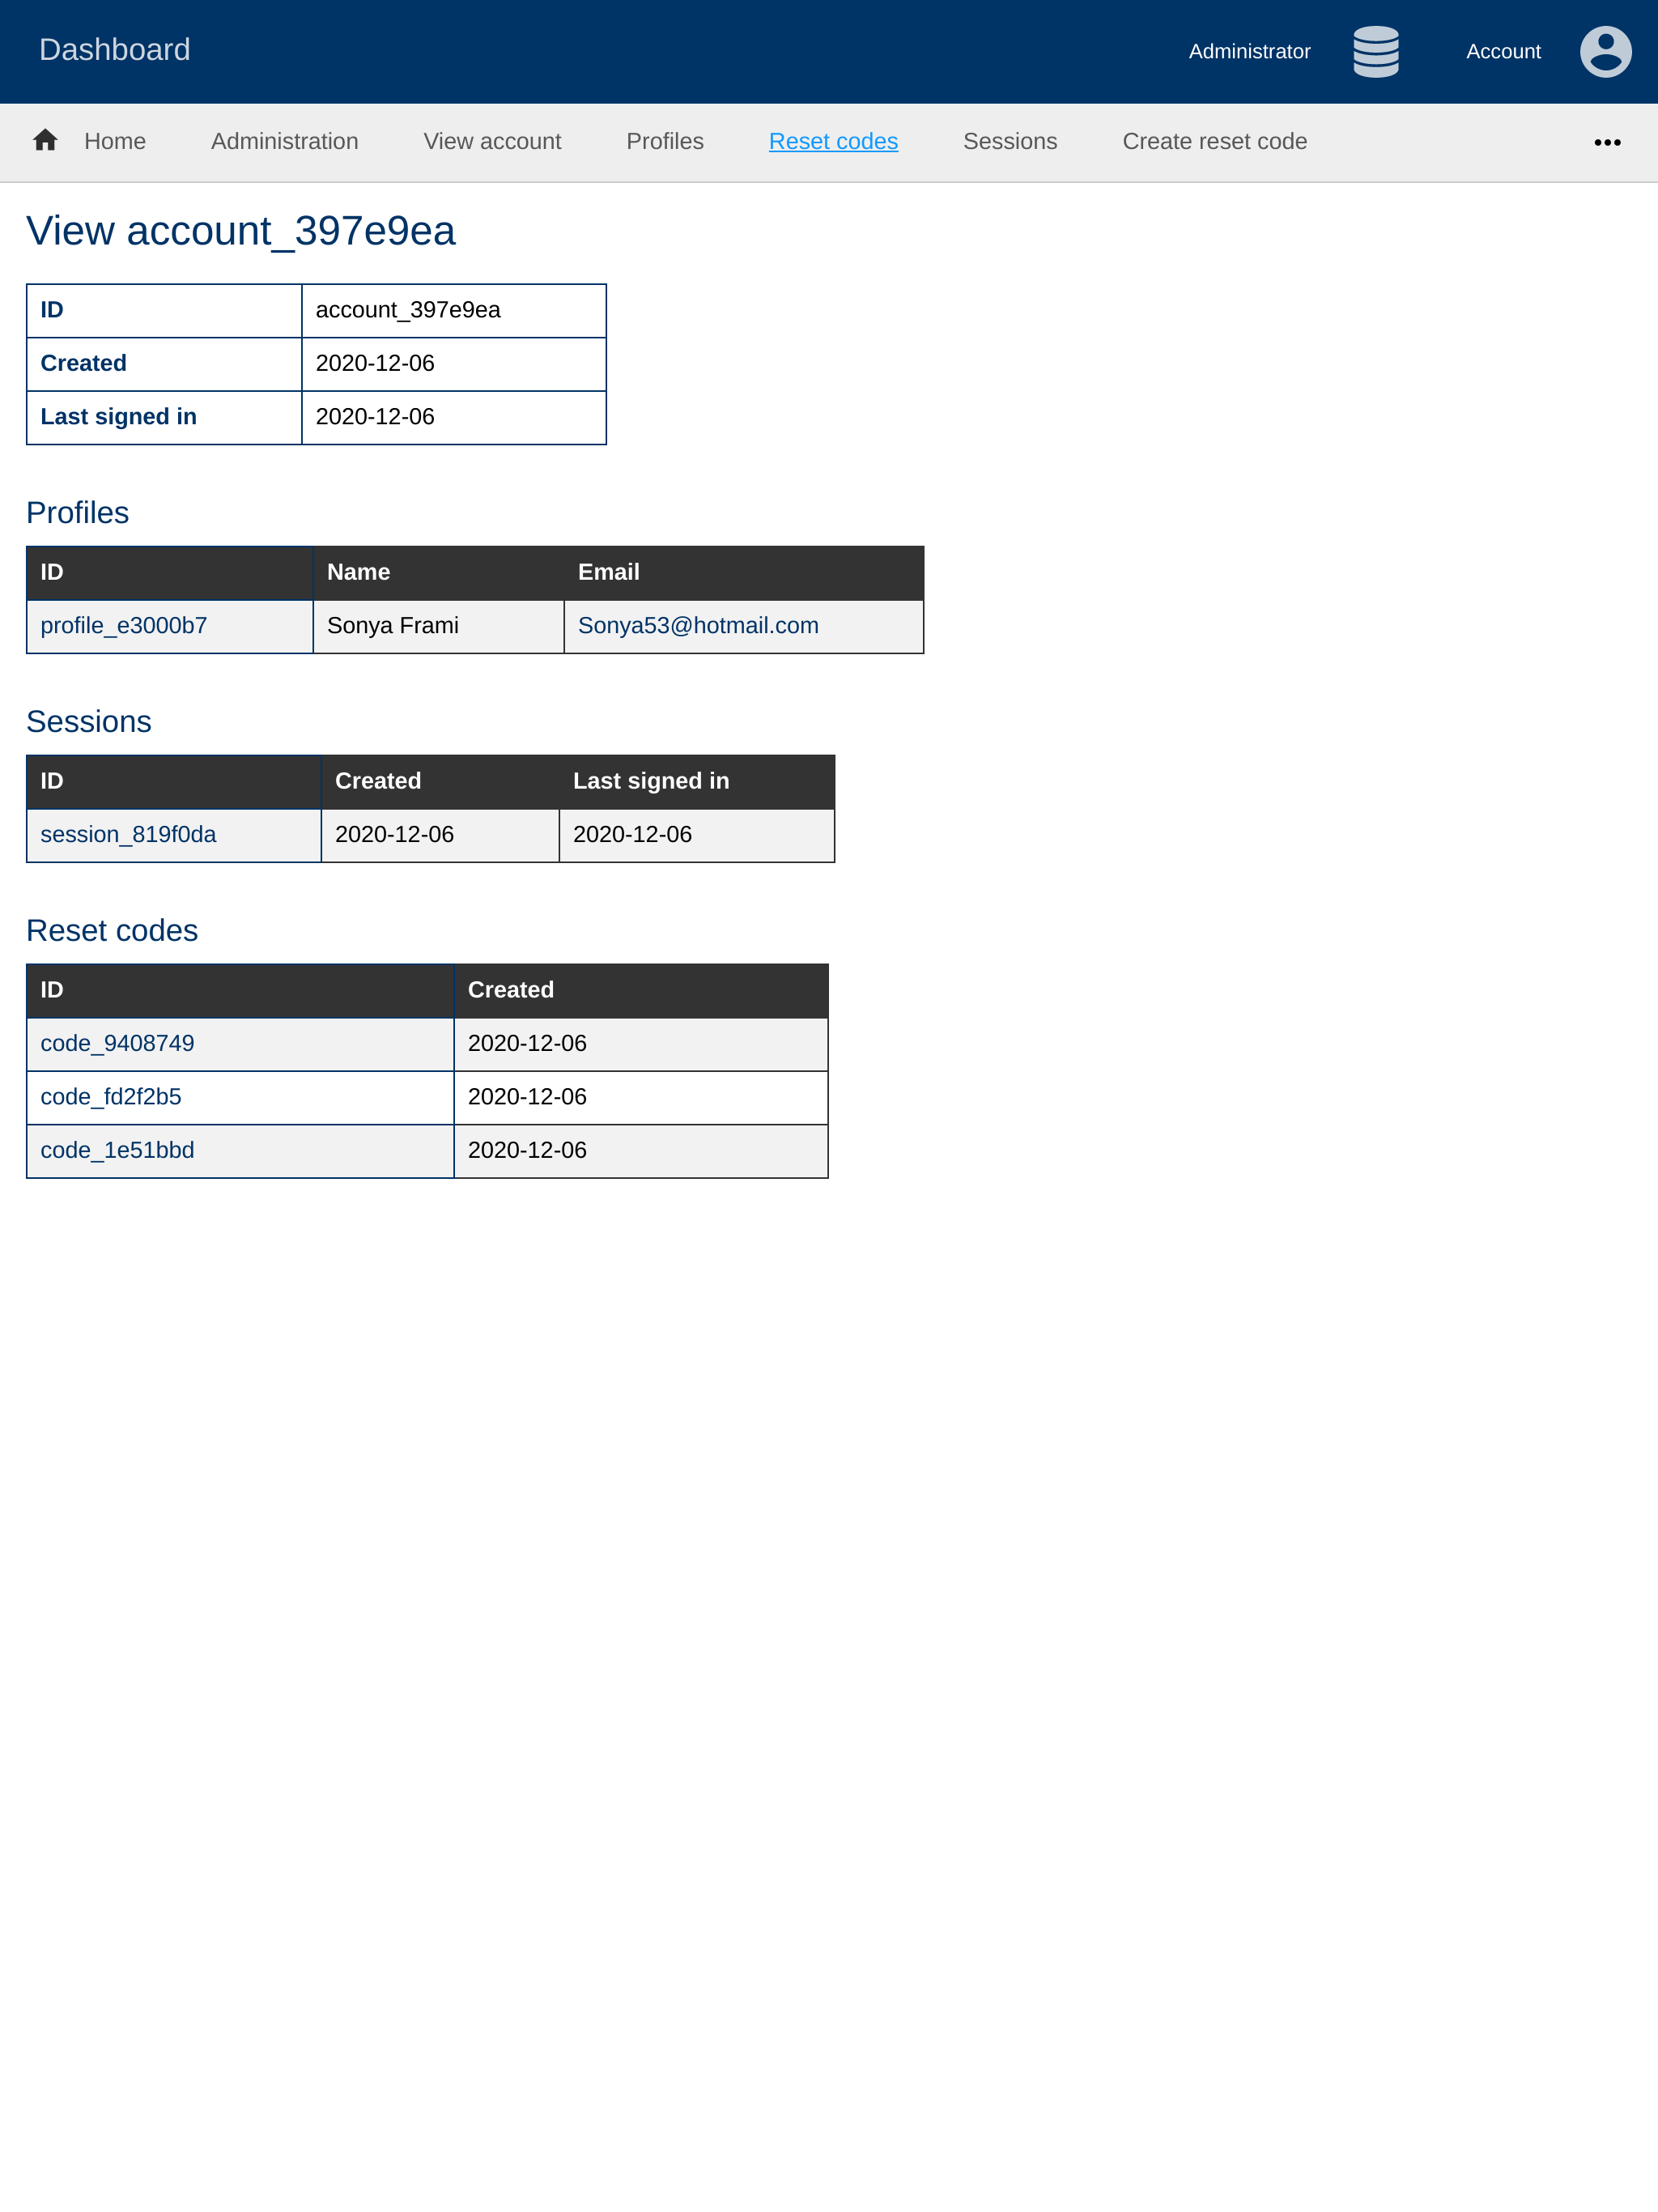 Dashboard Administrator Account
Home Administration View account Profiles Reset codes Sessions Create reset code
View account_397e9ea
ID account_397e9ea
Created 2020-12-06
Last signed in 2020-12-06
Profiles
ID Name Email
profile_e3000b7 Sonya Frami Sonya53@hotmail.com
Sessions
ID Created Last signed in
session_819f0da 2020-12-06 2020-12-06
Reset codes
ID Created
code_9408749 2020-12-06
code_fd2f2b5 2020-12-06
code_1e51bbd 2020-12-06